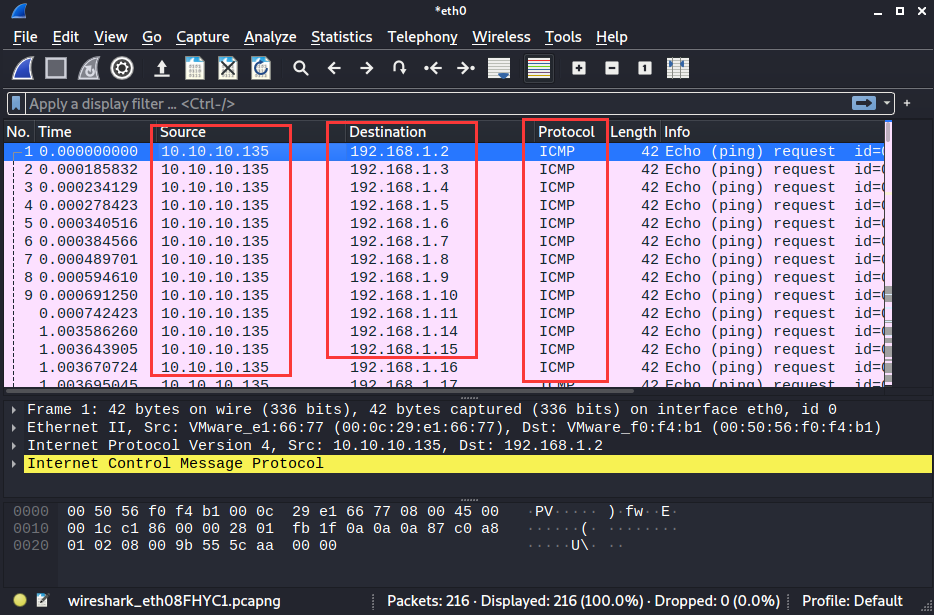 *eth0
File Edit View Go Capture Analyze Statistics Telephony Wireless Tools Help
Apply a display filter … <Ctrl-/>
No. Time Source Destination Protocol Length Info
1 0.000000000 10.10.10.135 192.168.1.2 ICMP 42 Echo (ping) request id=
2 0.000185832 10.10.10.135 192.168.1.3 ICMP 42 Echo (ping) request id=
3 0.000234129 10.10.10.135 192.168.1.4 ICMP 42 Echo (ping) request id=
4 0.000278423 10.10.10.135 192.168.1.5 ICMP 42 Echo (ping) request id=
5 0.000340516 10.10.10.135 192.168.1.6 ICMP 42 Echo (ping) request id=
6 0.000384566 10.10.10.135 192.168.1.7 ICMP 42 Echo (ping) request id=
7 0.000489701 10.10.10.135 192.168.1.8 ICMP 42 Echo (ping) request id=
8 0.000594610 10.10.10.135 192.168.1.9 ICMP 42 Echo (ping) request id=
9 0.000691250 10.10.10.135 192.168.1.10 ICMP 42 Echo (ping) request id=
0.000742423 10.10.10.135 192.168.1.11 ICMP 42 Echo (ping) request id=
1.003586260 10.10.10.135 192.168.1.14 ICMP 42 Echo (ping) request id=
1.003643905 10.10.10.135 192.168.1.15 ICMP 42 Echo (ping) request id=
1.003670724 10.10.10.135 192.168.1.16 ICMP 42 Echo (ping) request id=
1.003695045 10.10.10.135 192.168.1.17 ICMP 42 Echo (ping) request id=
Frame 1: 42 bytes on wire (336 bits), 42 bytes captured (336 bits) on interface eth0, id 0
Ethernet II, Src: VMware_e1:66:77 (00:0c:29:e1:66:77), Dst: VMware_f0:f4:b1 (00:50:56:f0:f4:b1)
Internet Protocol Version 4, Src: 10.10.10.135, Dst: 192.168.1.2
Internet Control Message Protocol
0000 00 50 56 f0 f4 b1 00 0c 29 e1 66 77 08 00 45 00 ·PV····· )·fw··E·
0010 00 1c c1 86 00 00 28 01 fb 1f 0a 0a 0a 87 c0 a8 ······(· ········
0020 01 02 08 00 9b 55 5c aa 00 00 ·····U\· ··
wireshark_eth08FHYC1.pcapng Packets: 216 · Displayed: 216 (100.0%) · Dropped: 0 (0.0%) Profile: Default